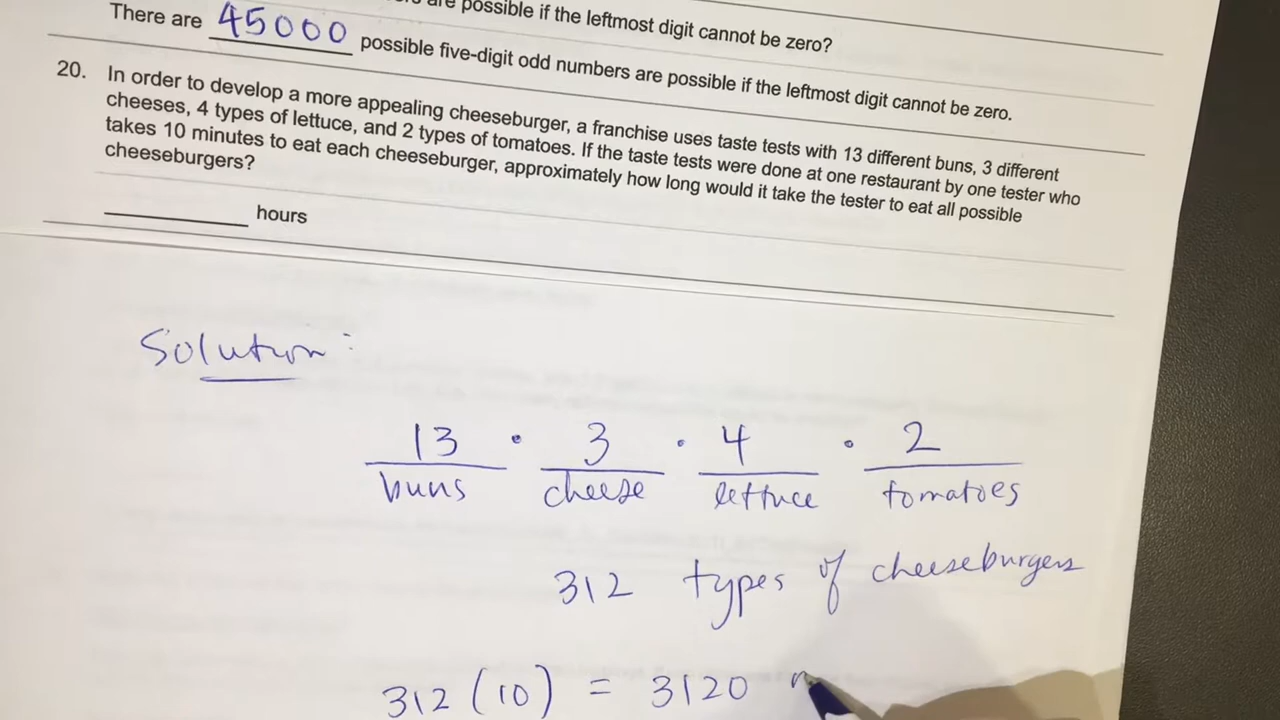 are possible if the leftmost digit cannot be zero?
There are 45000 possible five-digit odd numbers are possible if the leftmost digit cannot be zero.
20. In order to develop a more appealing cheeseburger, a franchise uses taste tests with 13 different buns, 3 different
cheeses, 4 types of lettuce, and 2 types of tomatoes. If the taste tests were done at one restaurant by one tester who
takes 10 minutes to eat each cheeseburger, approximately how long would it take the tester to eat all possible
cheeseburgers?
hours
Solution:
13 · 3 · 4 · 2
buns cheese lettuce tomatoes
312 types of cheeseburgers
312 (10) = 3120